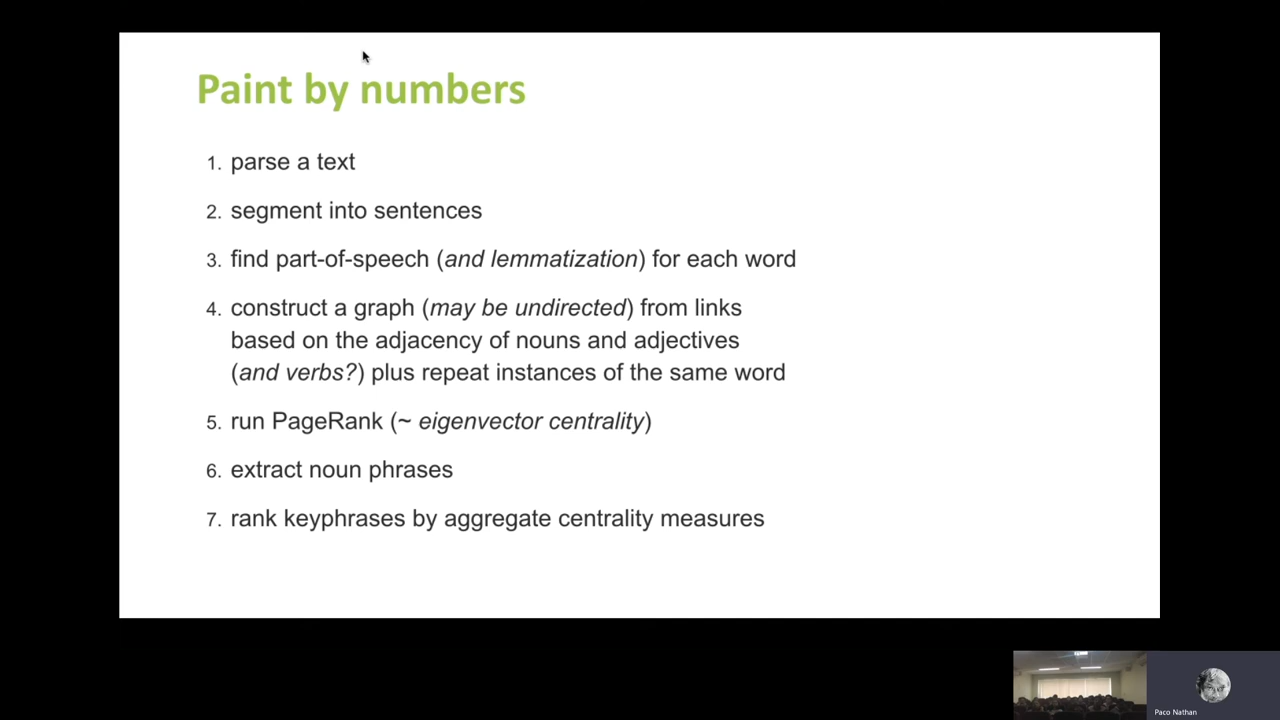 Paint by numbers
1. parse a text
2. segment into sentences
3. find part-of-speech (and lemmatization) for each word
4. construct a graph (may be undirected) from links
based on the adjacency of nouns and adjectives
(and verbs?) plus repeat instances of the same word
5. run PageRank (~ eigenvector centrality)
6. extract noun phrases
7. rank keyphrases by aggregate centrality measures
Paco Nathan